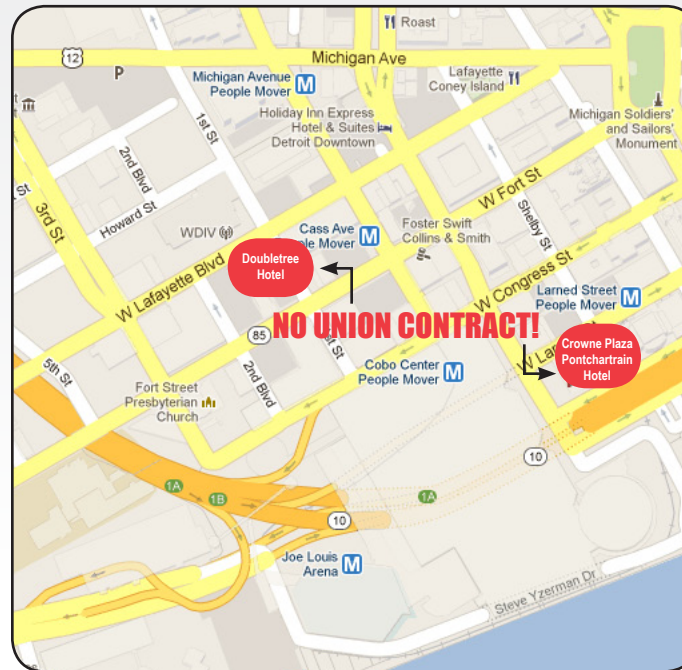 Roast
12
Michigan Ave
P
Michigan Avenue
People Mover
M
Lafayette
Coney Island
Holiday Inn Express
Hotel & Suites
Detroit Downtown
Michigan Soldiers'
and Sailors'
Monument
1st St
2nd Blvd
Howard St
3rd St
W Fort St
Shelby St
WDIV
Cass Ave
M
Foster Swift
Collins & Smith
Doubletree
Hotel
W Lafayette Blvd
W Congress St
Larned Street
People Mover
M
85
NO UNION CONTRACT!
Crowne Plaza
Pontchartrain
Hotel
5th St
2nd Blvd
Cobo Center
People Mover
M
Fort Street
Presbyterian
Church
10
1A
1B
1A
10
Joe Louis
Arena
M
Steve Yzerman Dr